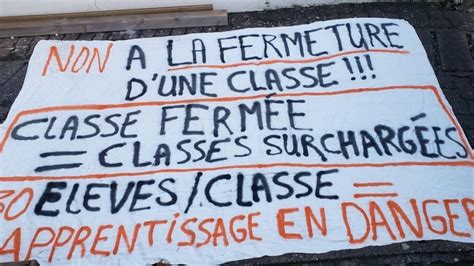 NON A LA FERMETURE
D'UNE CLASSE !!!
CLASSE FERMÉE
= CLASSES SURCHARGÉES
30 ELEVES/CLASSE =
APPRENTISSAGE EN DANGER